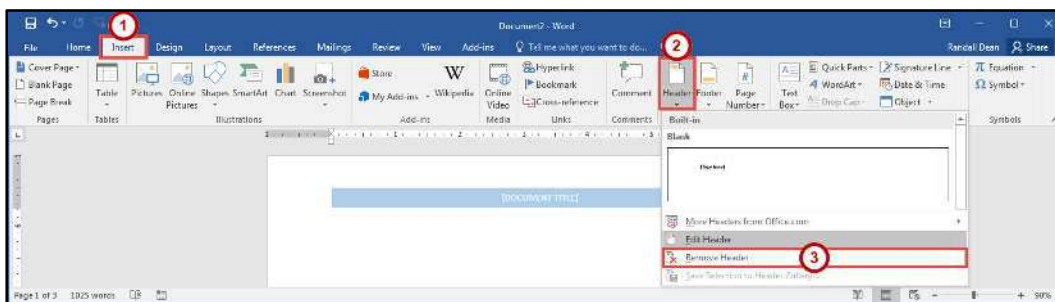 Document2 - Word
1
File Home Insert Design Layout References Mailings Review View Add-ins Tell me what you want to do...
2
Randall Dean Share
Cover Page
Blank Page
Page Break
Table
Pictures
Online Pictures
Shapes
SmartArt
Chart
Screenshot
Store
My Add-ins
Wikipedia
Online Video
Hyperlink
Bookmark
Cross-reference
Comment
Header
Footer
Page Number
Text Box
Quick Parts
WordArt
Drop Cap
Signature Line
Date & Time
Object
Equation
Symbol
Pages Tables Illustrations Add-ins Media Links Comments
Symbols
Built-in
Blank
[Type here]
[DOCUMENT TITLE]
More Headers from Office.com
Edit Header
Remove Header
3
Save Selection to Header Gallery...
Page 1 of 3 1025 words
90%